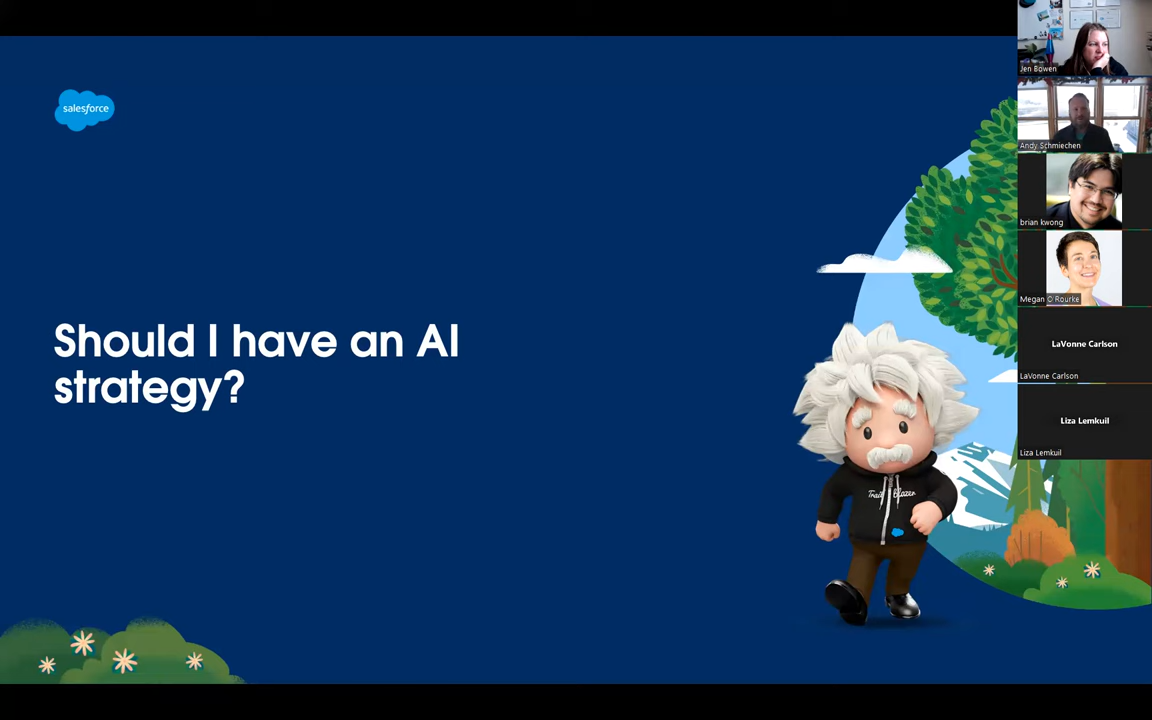 salesforce
Should I have an AI
strategy?
Trailblazer
Jen Bowen
Andy Schmiechen
brian kwong
Megan O Rourke
LaVonne Carlson
LaVonne Carlson
Liza Lemkuil
Liza Lemkuil